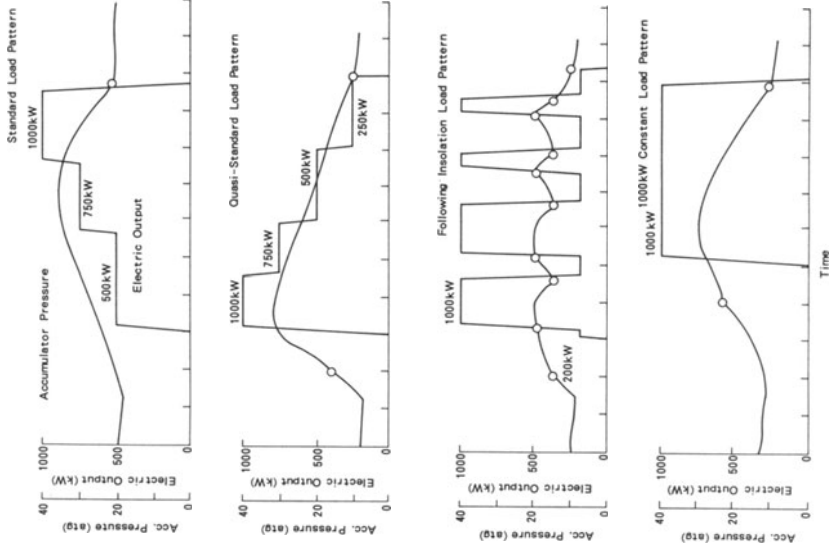 Standard Load Pattern
1000kW
750kW
500kW
Accumulator Pressure
Electric Output
1000
500
0
Electric Output (kW)
40
20
0
Acc. Pressure (atg)
Quasi-Standard Load Pattern
1000kW
750kW
500kW
250kW
1000
500
0
Electric Output (kW)
40
20
0
Acc. Pressure (atg)
Following Insolation Load Pattern
1000kW
200kW
1000
500
0
Electric Output (kW)
40
20
0
Acc. Pressure (atg)
1000kW Constant Load Pattern
1000kW
1000
500
0
Electric Output (kW)
40
20
0
Acc. Pressure (atg)
Time